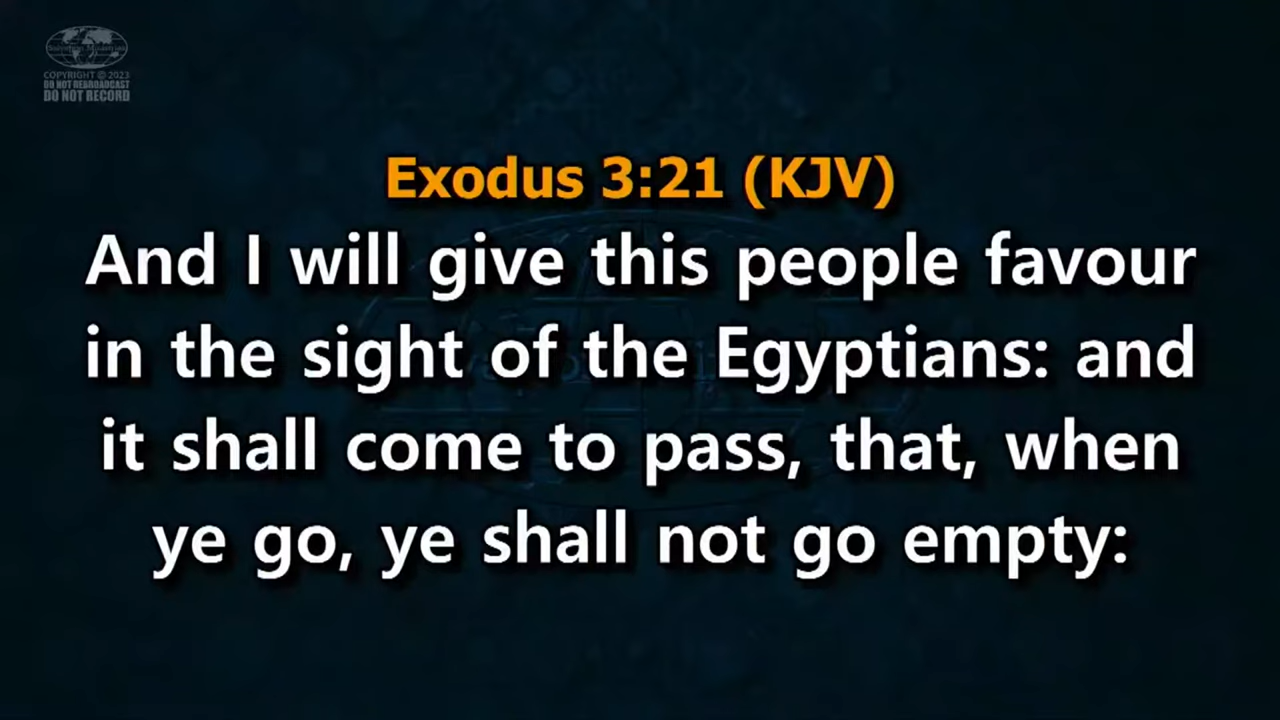 Salvation Ministries
COPYRIGHT © 2023
DO NOT REBROADCAST
DO NOT RECORD
Exodus 3:21 (KJV)
And I will give this people favour
in the sight of the Egyptians: and
it shall come to pass, that, when
ye go, ye shall not go empty: